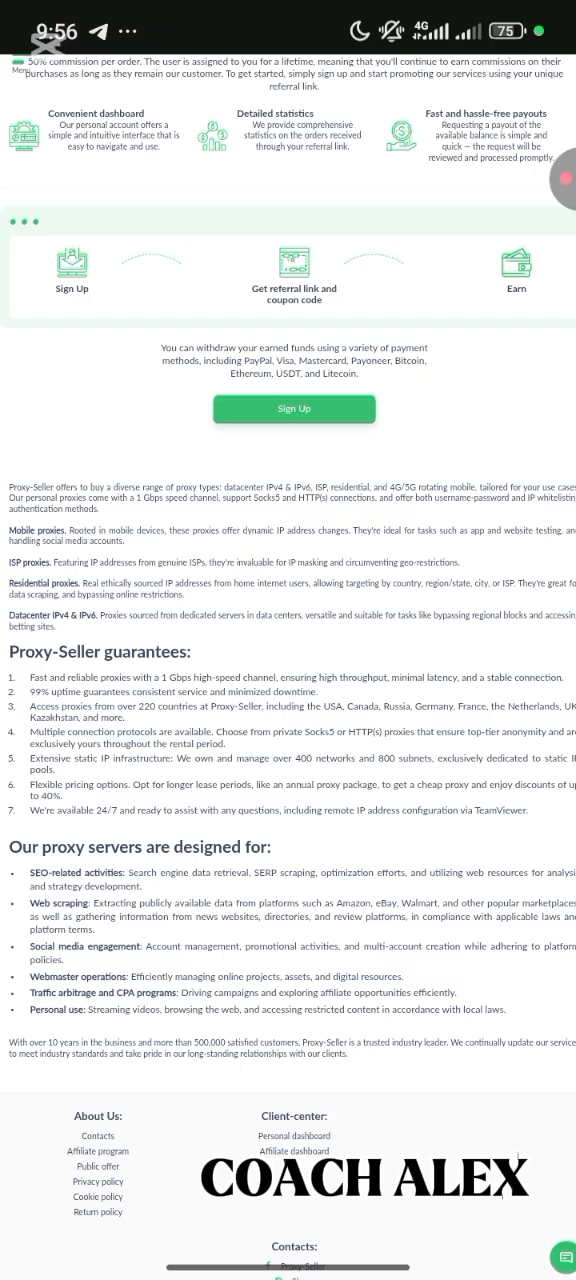 9:56
4G
75
Menu
50% commission per order. The user is assigned to you for a lifetime, meaning that you'll continue to earn commissions on their
purchases as long as they remain our customer. To get started, simply sign up and start promoting our services using your unique
referral link.
Convenient dashboard
Our personal account offers a
simple and intuitive interface that is
easy to navigate and use.
Detailed statistics
We provide comprehensive
statistics on the orders received
through your referral link.
Fast and hassle-free payouts
Requesting a payout of the
available balance is simple and
quick — the request will be
reviewed and processed promptly.
Sign Up
Get referral link and
coupon code
Earn
You can withdraw your earned funds using a variety of payment
methods, including PayPal, Visa, Mastercard, Payoneer, Bitcoin,
Ethereum, USDT, and Litecoin.
Sign Up
Proxy-Seller offers to buy a diverse range of proxy types: datacenter IPv4 & IPv6, ISP, residential, and 4G/5G rotating mobile, tailored for your use cases
Our personal proxies come with a 1 Gbps speed channel, support Socks5 and HTTP(s) connections, and offer both username-password and IP whitelistin
authentication methods.
Mobile proxies. Rooted in mobile devices, these proxies offer dynamic IP address changes. They're ideal for tasks such as app and website testing, an
handling social media accounts.
ISP proxies. Featuring IP addresses from genuine ISPs, they're invaluable for IP masking and circumventing geo-restrictions.
Residential proxies. Real ethically sourced IP addresses from home internet users, allowing targeting by country, region/state, city, or ISP. They're great fo
data scraping, and bypassing online restrictions.
Datacenter IPv4 & IPv6. Proxies sourced from dedicated servers in data centers, versatile and suitable for tasks like bypassing regional blocks and accessin
betting sites.
Proxy-Seller guarantees:
1. Fast and reliable proxies with a 1 Gbps high-speed channel, ensuring high throughput, minimal latency, and a stable connection.
2. 99% uptime guarantees consistent service and minimized downtime.
3. Access proxies from over 220 countries at Proxy-Seller, including the USA, Canada, Russia, Germany, France, the Netherlands, UK
Kazakhstan, and more.
4. Multiple connection protocols are available. Choose from private Socks5 or HTTP(s) proxies that ensure top-tier anonymity and are
exclusively yours throughout the rental period.
5. Extensive static IP infrastructure: We own and manage over 400 networks and 800 subnets, exclusively dedicated to static IP
pools.
6. Flexible pricing options. Opt for longer lease periods, like an annual proxy package, to get a cheap proxy and enjoy discounts of up
to 40%.
7. We're available 24/7 and ready to assist with any questions, including remote IP address configuration via TeamViewer.
Our proxy servers are designed for:
• SEO-related activities: Search engine data retrieval, SERP scraping, optimization efforts, and utilizing web resources for analysi
and strategy development.
• Web scraping: Extracting publicly available data from platforms such as Amazon, eBay, Walmart, and other popular marketplaces
as well as gathering information from news websites, directories, and review platforms, in compliance with applicable laws and
platform terms.
• Social media engagement: Account management, promotional activities, and multi-account creation while adhering to platform
policies.
• Webmaster operations: Efficiently managing online projects, assets, and digital resources.
• Traffic arbitrage and CPA programs: Driving campaigns and exploring affiliate opportunities efficiently.
• Personal use: Streaming videos, browsing the web, and accessing restricted content in accordance with local laws.
With over 10 years in the business and more than 500,000 satisfied customers, Proxy-Seller is a trusted industry leader. We continually update our service
to meet industry standards and take pride in our long-standing relationships with our clients.
About Us:
Contacts
Affiliate program
Public offer
Privacy policy
Cookie policy
Return policy
Client-center:
Personal dashboard
Affiliate dashboard
COACH ALEX
Contacts:
Proxy-Seller